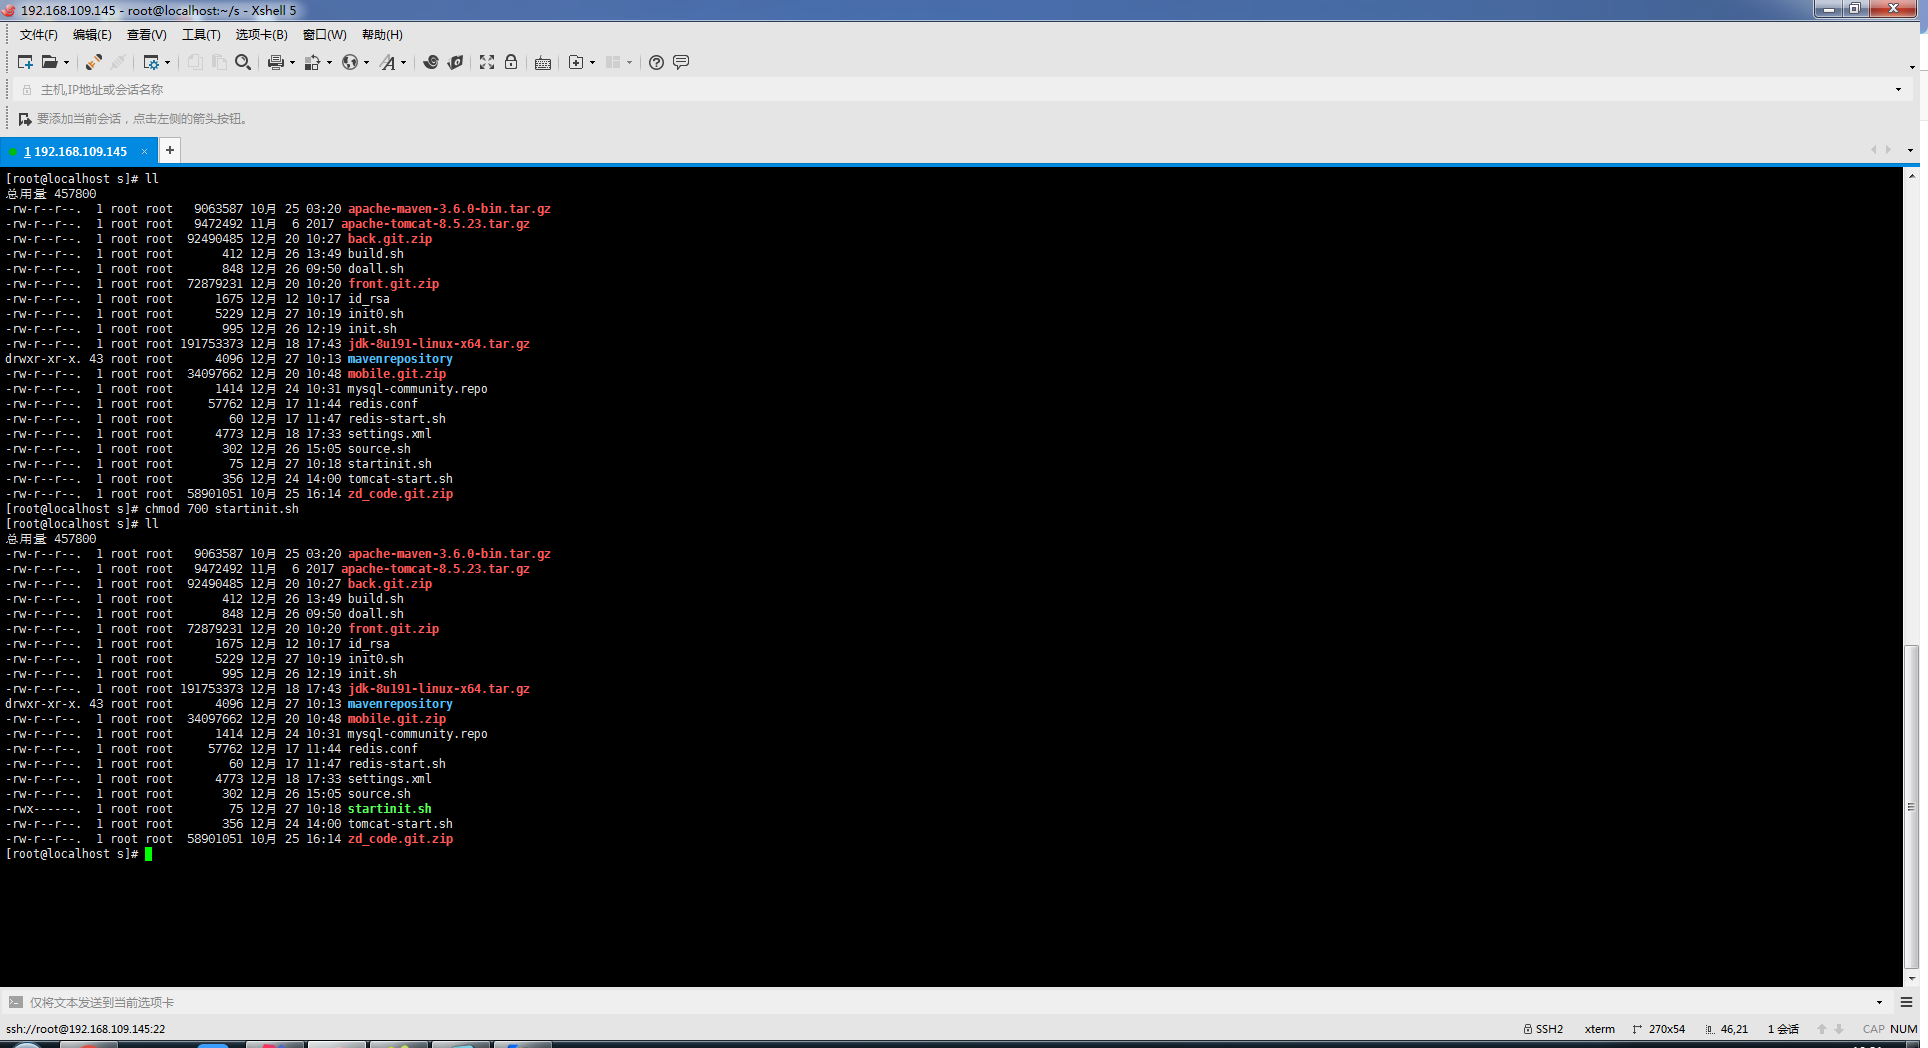 192.168.109.145 - root@localhost:~/s - Xshell 5
文件(F) 编辑(E) 查看(V) 工具(T) 选项卡(B) 窗口(W) 帮助(H)
主机,IP地址或会话名称
要添加当前会话，点击左侧的箭头按钮。
1 192.168.109.145 × +
[root@localhost s]# ll
总用量 457800
-rw-r--r--.  1 root root   9063587 10月 25 03:20 apache-maven-3.6.0-bin.tar.gz
-rw-r--r--.  1 root root   9472492 11月  6 2017 apache-tomcat-8.5.23.tar.gz
-rw-r--r--.  1 root root  92490485 12月 20 10:27 back.git.zip
-rw-r--r--.  1 root root       412 12月 26 13:49 build.sh
-rw-r--r--.  1 root root       848 12月 26 09:50 doall.sh
-rw-r--r--.  1 root root  72879231 12月 20 10:20 front.git.zip
-rw-r--r--.  1 root root      1675 12月 12 10:17 id_rsa
-rw-r--r--.  1 root root      5229 12月 27 10:19 init0.sh
-rw-r--r--.  1 root root       995 12月 26 12:19 init.sh
-rw-r--r--.  1 root root 191753373 12月 18 17:43 jdk-8u191-linux-x64.tar.gz
drwxr-xr-x. 43 root root      4096 12月 27 10:13 mavenrepository
-rw-r--r--.  1 root root  34097662 12月 20 10:48 mobile.git.zip
-rw-r--r--.  1 root root      1414 12月 24 10:31 mysql-community.repo
-rw-r--r--.  1 root root     57762 12月 17 11:44 redis.conf
-rw-r--r--.  1 root root        60 12月 17 11:47 redis-start.sh
-rw-r--r--.  1 root root      4773 12月 18 17:33 settings.xml
-rw-r--r--.  1 root root       302 12月 26 15:05 source.sh
-rw-r--r--.  1 root root        75 12月 27 10:18 startinit.sh
-rw-r--r--.  1 root root       356 12月 24 14:00 tomcat-start.sh
-rw-r--r--.  1 root root  58901051 10月 25 16:14 zd_code.git.zip
[root@localhost s]# chmod 700 startinit.sh
[root@localhost s]# ll
总用量 457800
-rw-r--r--.  1 root root   9063587 10月 25 03:20 apache-maven-3.6.0-bin.tar.gz
-rw-r--r--.  1 root root   9472492 11月  6 2017 apache-tomcat-8.5.23.tar.gz
-rw-r--r--.  1 root root  92490485 12月 20 10:27 back.git.zip
-rw-r--r--.  1 root root       412 12月 26 13:49 build.sh
-rw-r--r--.  1 root root       848 12月 26 09:50 doall.sh
-rw-r--r--.  1 root root  72879231 12月 20 10:20 front.git.zip
-rw-r--r--.  1 root root      1675 12月 12 10:17 id_rsa
-rw-r--r--.  1 root root      5229 12月 27 10:19 init0.sh
-rw-r--r--.  1 root root       995 12月 26 12:19 init.sh
-rw-r--r--.  1 root root 191753373 12月 18 17:43 jdk-8u191-linux-x64.tar.gz
drwxr-xr-x. 43 root root      4096 12月 27 10:13 mavenrepository
-rw-r--r--.  1 root root  34097662 12月 20 10:48 mobile.git.zip
-rw-r--r--.  1 root root      1414 12月 24 10:31 mysql-community.repo
-rw-r--r--.  1 root root     57762 12月 17 11:44 redis.conf
-rw-r--r--.  1 root root        60 12月 17 11:47 redis-start.sh
-rw-r--r--.  1 root root      4773 12月 18 17:33 settings.xml
-rw-r--r--.  1 root root       302 12月 26 15:05 source.sh
-rwx------.  1 root root        75 12月 27 10:18 startinit.sh
-rw-r--r--.  1 root root       356 12月 24 14:00 tomcat-start.sh
-rw-r--r--.  1 root root  58901051 10月 25 16:14 zd_code.git.zip
[root@localhost s]#
仅将文本发送到当前选项卡
ssh://root@192.168.109.145:22 SSH2 xterm 270x54 46,21 1 会话 CAP NUM